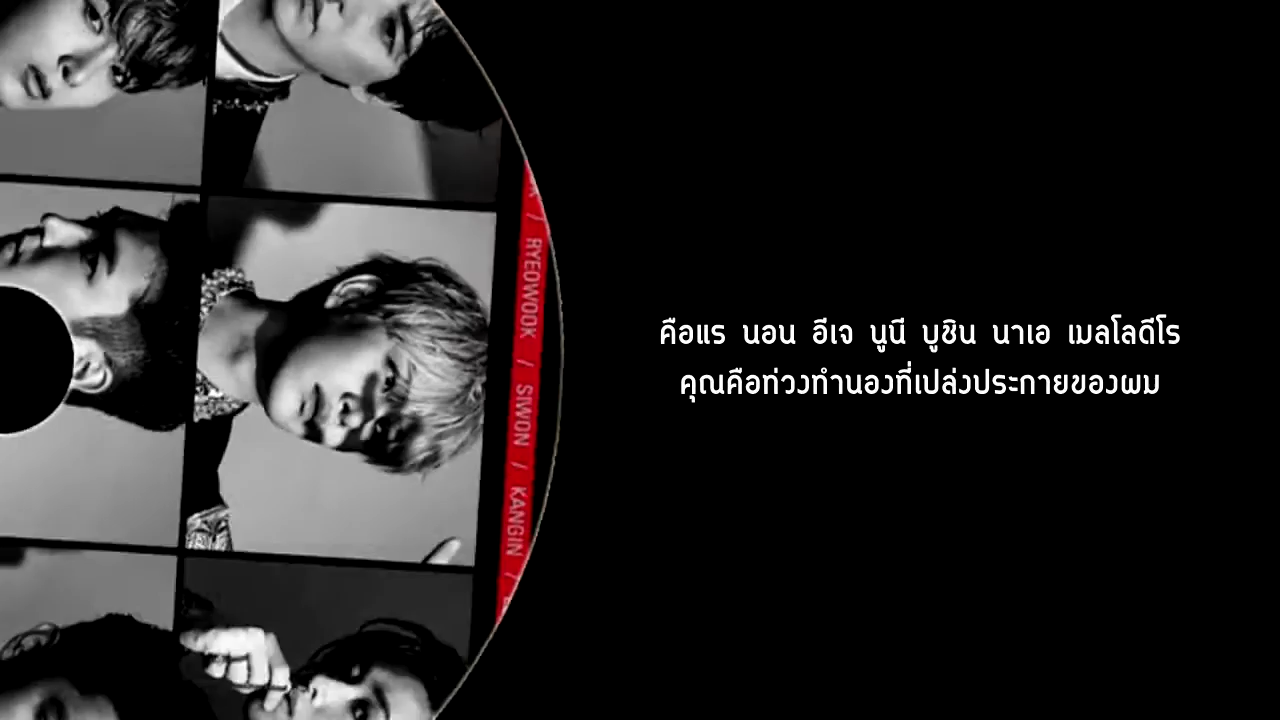 คือแร นอน อีเจ นูนี บูชิน นาเอ เมลโลดีโร
คุณคือท่วงทำนองที่เปล่งประกายของผม
/ RYEOWOOK / SIWON / KANGIN /